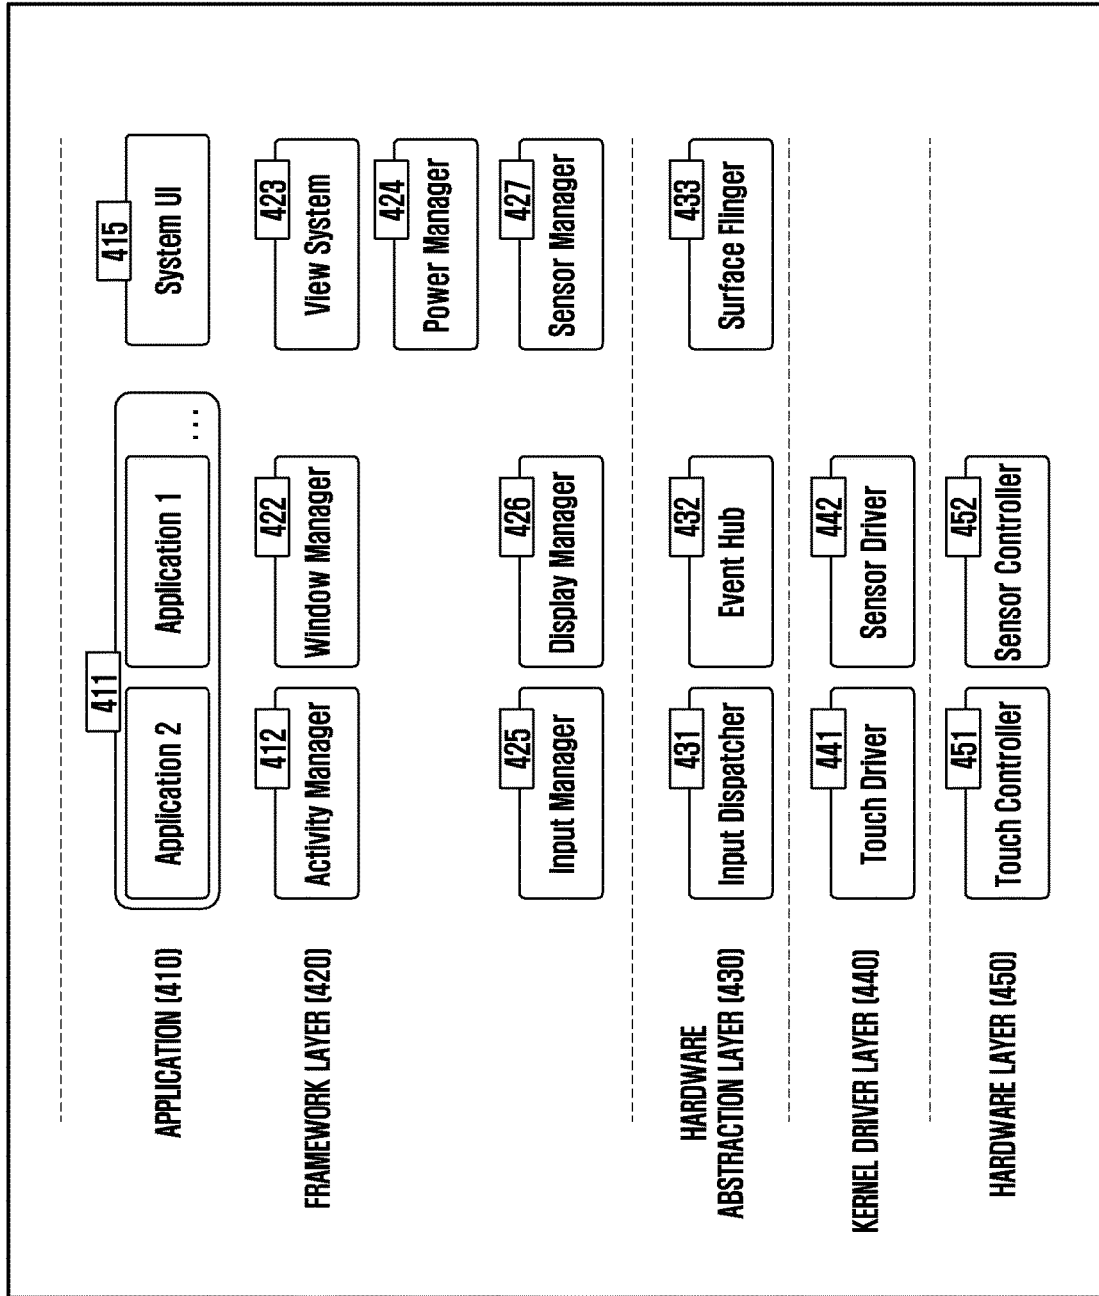 APPLICATION (410)
411
Application 2
Application 1
...
415
System UI
FRAMEWORK LAYER (420)
412
Activity Manager
422
Window Manager
423
View System
424
Power Manager
425
Input Manager
426
Display Manager
427
Sensor Manager
HARDWARE
ABSTRACTION LAYER (430)
431
Input Dispatcher
432
Event Hub
433
Surface Flinger
KERNEL DRIVER LAYER (440)
441
Touch Driver
442
Sensor Driver
HARDWARE LAYER (450)
451
Touch Controller
452
Sensor Controller